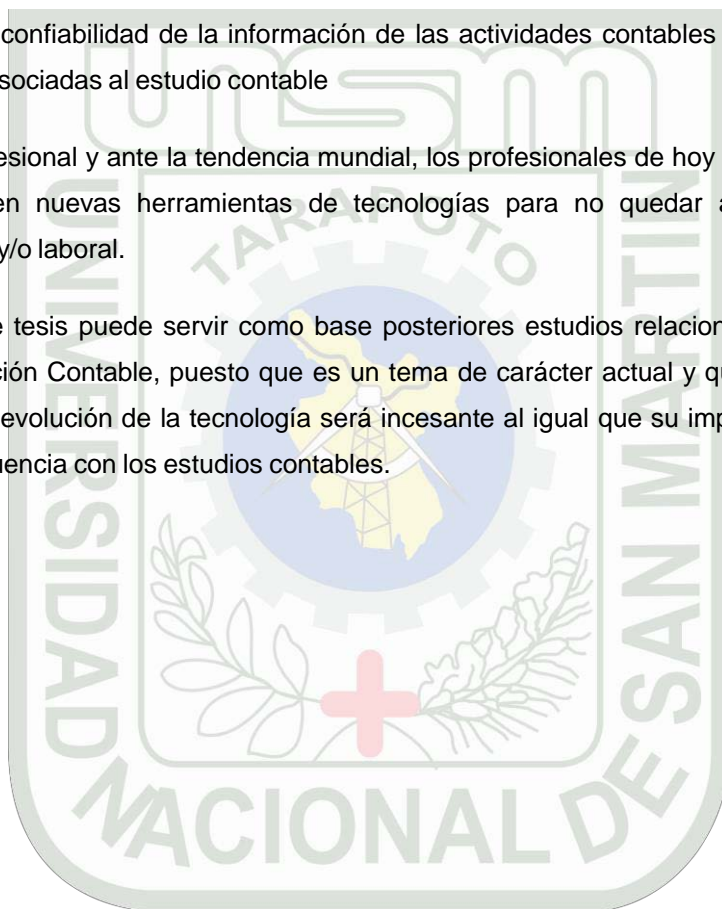 confiabilidad de la información de las actividades contables
sociadas al estudio contable
esional y ante la tendencia mundial, los profesionales de hoy
en nuevas herramientas de tecnologías para no quedar a
y/o laboral.
e tesis puede servir como base posteriores estudios relacion
ción Contable, puesto que es un tema de carácter actual y qu
evolución de la tecnología será incesante al igual que su imp
uencia con los estudios contables.
unsm
TARAPOTO
UNIVERSIDAD
NACIONAL DE
SAN MARTIN